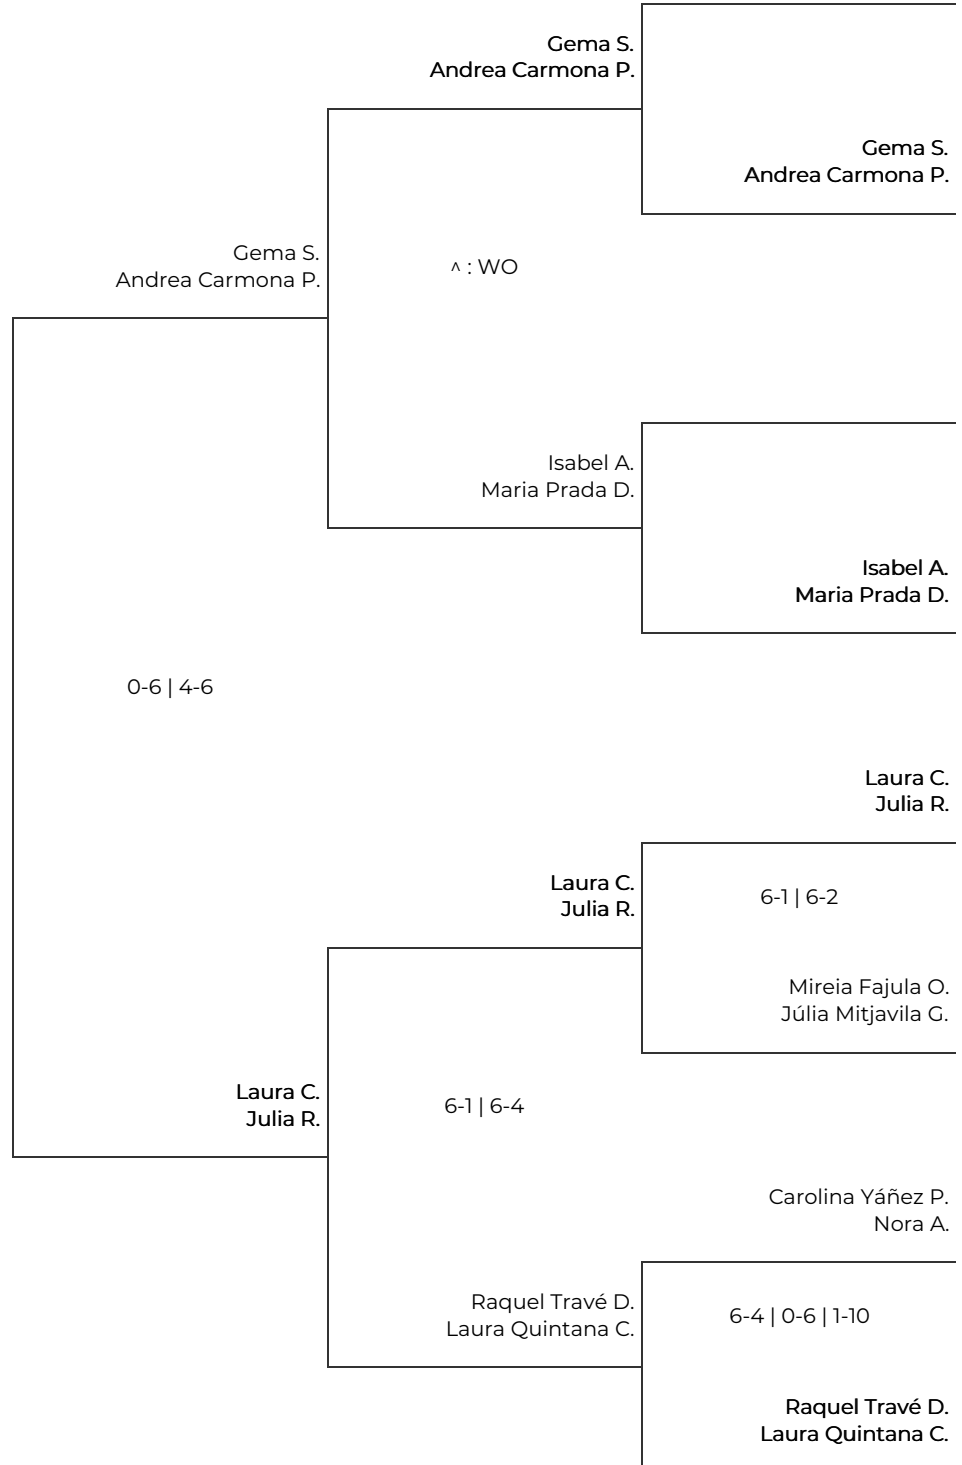 Gema S.
Andrea Carmona P.
Gema S.
Andrea Carmona P.
Gema S.
Andrea Carmona P.
^ : WO
Isabel A.
Maria Prada D.
Isabel A.
Maria Prada D.
0-6 | 4-6
Laura C.
Julia R.
Laura C.
Julia R.
6-1 | 6-2
Mireia Fajula O.
Júlia Mitjavila G.
Laura C.
Julia R.
6-1 | 6-4
Carolina Yáñez P.
Nora A.
Raquel Travé D.
Laura Quintana C.
6-4 | 0-6 | 1-10
Raquel Travé D.
Laura Quintana C.